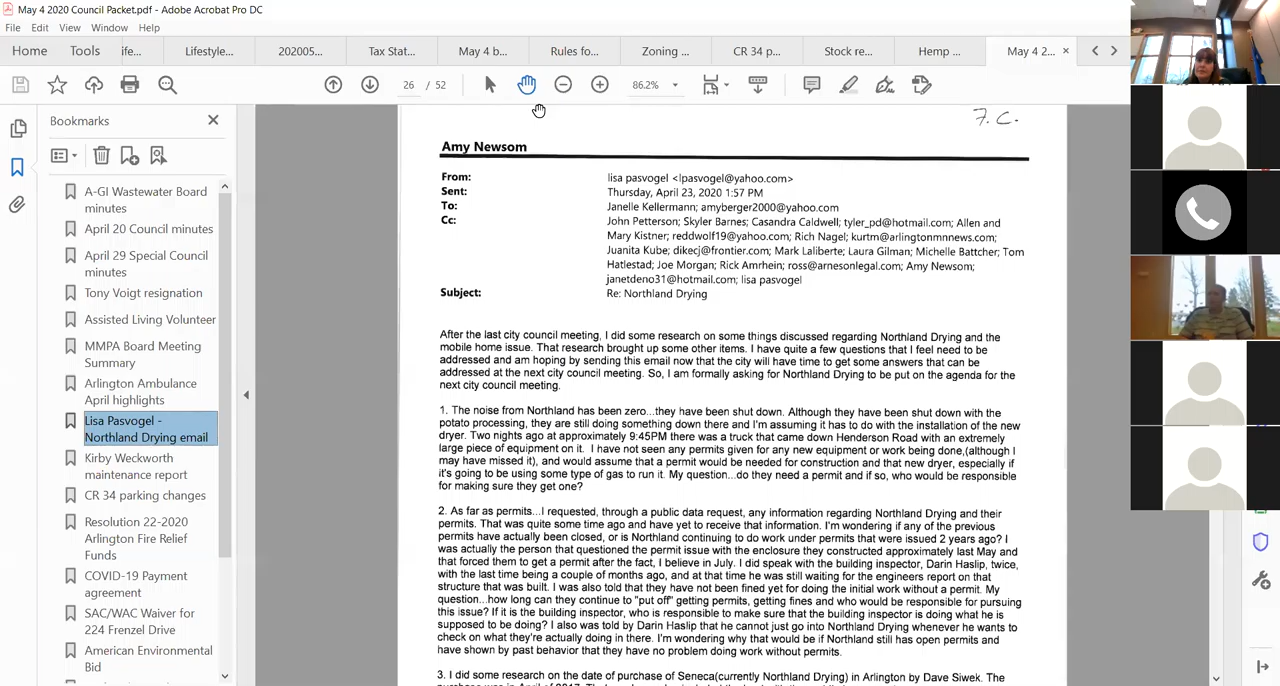 May 4 2020 Council Packet.pdf - Adobe Acrobat Pro DC
File Edit View Window Help
Home Tools ife... Lifestyle... 202005... Tax Stat... May 4 b... Rules fo... Zoning ... CR 34 p... Stock re... Hemp ... May 4 2... ×
26 / 52 86.2%
Bookmarks
A-GI Wastewater Board
minutes
April 20 Council minutes
April 29 Special Council
minutes
Tony Voigt resignation
Assisted Living Volunteer
MMPA Board Meeting
Summary
Arlington Ambulance
April highlights
Lisa Pasvogel -
Northland Drying email
Kirby Weckworth
maintenance report
CR 34 parking changes
Resolution 22-2020
Arlington Fire Relief
Funds
COVID-19 Payment
agreement
SAC/WAC Waiver for
224 Frenzel Drive
American Environmental
Bid
7. C.
Amy Newsom
From: lisa pasvogel <lpasvogel@yahoo.com>
Sent: Thursday, April 23, 2020 1:57 PM
To: Janelle Kellermann; amyberger2000@yahoo.com
Cc: John Petterson; Skyler Barnes; Casandra Caldwell; tyler_pd@hotmail.com; Allen and
Mary Kistner; reddwolf19@yahoo.com; Rich Nagel; kurtm@arlingtonmnnews.com;
Juanita Kube; dikecj@frontier.com; Mark Laliberte; Laura Gilman; Michelle Battcher; Tom
Hatlestad; Joe Morgan; Rick Amrhein; ross@arnesonlegal.com; Amy Newsom;
janetdeno31@hotmail.com; lisa pasvogel
Subject: Re: Northland Drying
After the last city council meeting, I did some research on some things discussed regarding Northland Drying and the
mobile home issue. That research brought up some other items. I have quite a few questions that I feel need to be
addressed and am hoping by sending this email now that the city will have time to get some answers that can be
addressed at the next city council meeting. So, I am formally asking for Northland Drying to be put on the agenda for the
next city council meeting.
1. The noise from Northland has been zero...they have been shut down. Although they have been shut down with the
potato processing, they are still doing something down there and I'm assuming it has to do with the installation of the new
dryer. Two nights ago at approximately 9:45PM there was a truck that came down Henderson Road with an extremely
large piece of equipment on it. I have not seen any permits given for any new equipment or work being done,(although I
may have missed it), and would assume that a permit would be needed for construction and that new dryer, especially if
it's going to be using some type of gas to run it. My question...do they need a permit and if so, who would be responsible
for making sure they get one?
2. As far as permits...I requested, through a public data request, any information regarding Northland Drying and their
permits. That was quite some time ago and have yet to receive that information. I'm wondering if any of the previous
permits have actually been closed, or is Northland continuing to do work under permits that were issued 2 years ago? I
was actually the person that questioned the permit issue with the enclosure they constructed approximately last May and
that forced them to get a permit after the fact, I believe in July. I did speak with the building inspector, Darin Haslip, twice,
with the last time being a couple of months ago, and at that time he was still waiting for the engineers report on that
structure that was built. I was also told that they have not been fined yet for doing the initial work without a permit. My
question...how long can they continue to "put off" getting permits, getting fines and who would be responsible for pursuing
this issue? If it is the building inspector, who is responsible to make sure that the building inspector is doing what he is
supposed to be doing? I also was told by Darin Haslip that he cannot just go into Northland Drying whenever he wants to
check on what they're actually doing in there. I'm wondering why that would be if Northland still has open permits and
have shown by past behavior that they have no problem doing work without permits.
3. I did some research on the date of purchase of Seneca(currently Northland Drying) in Arlington by Dave Siwek. The